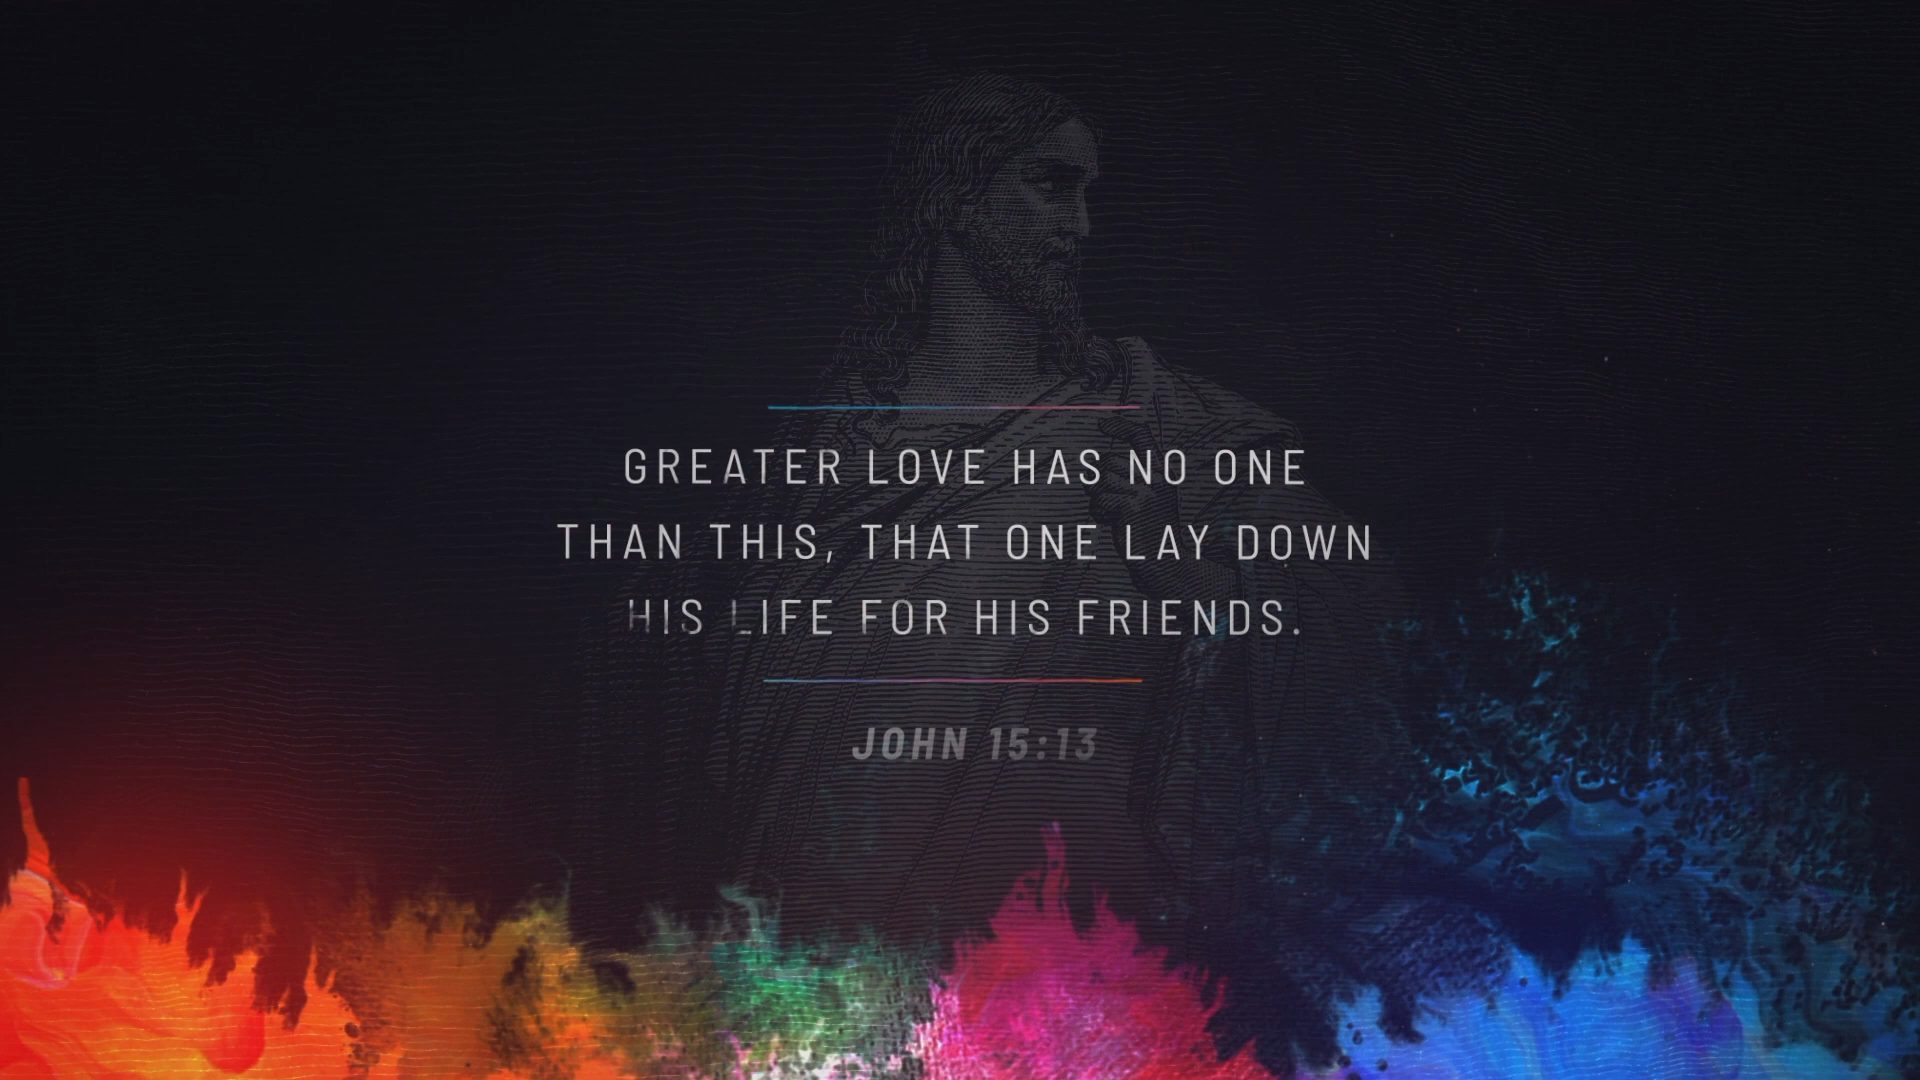 GREATER LOVE HAS NO ONE
THAN THIS, THAT ONE LAY DOWN
HIS LIFE FOR HIS FRIENDS.
JOHN 15:13